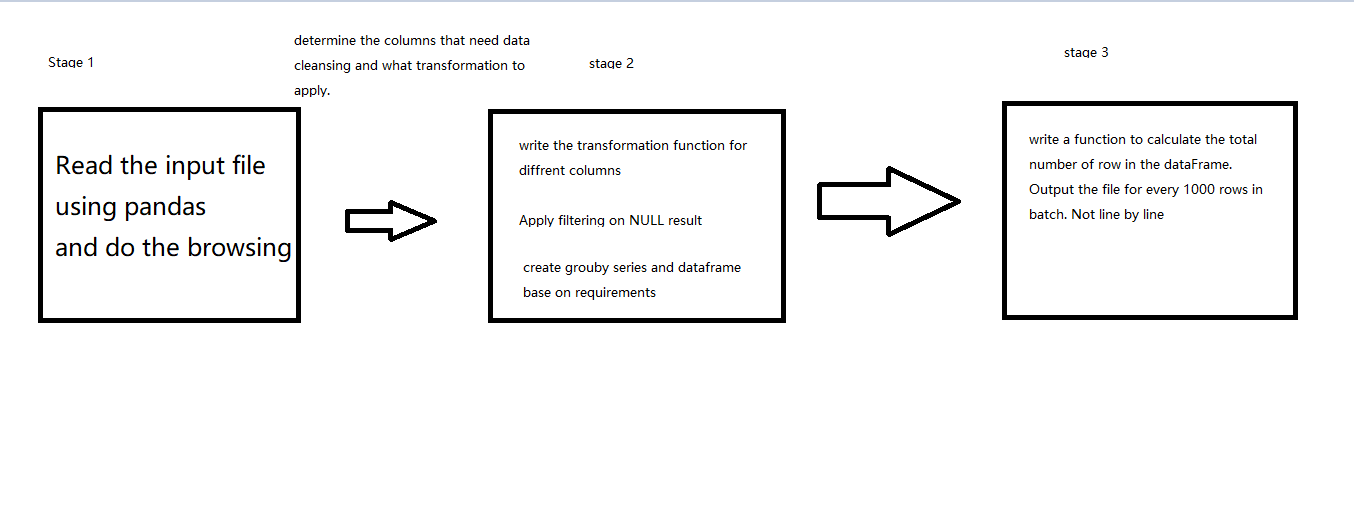 Stage 1
Read the input file
using pandas
and do the browsing
determine the columns that need data
cleansing and what transformation to
apply.
stage 2
write the transformation function for
diffrent columns
Apply filtering on NULL result
create grouby series and dataframe
base on requirements
stage 3
write a function to calculate the total
number of row in the dataFrame.
Output the file for every 1000 rows in
batch. Not line by line